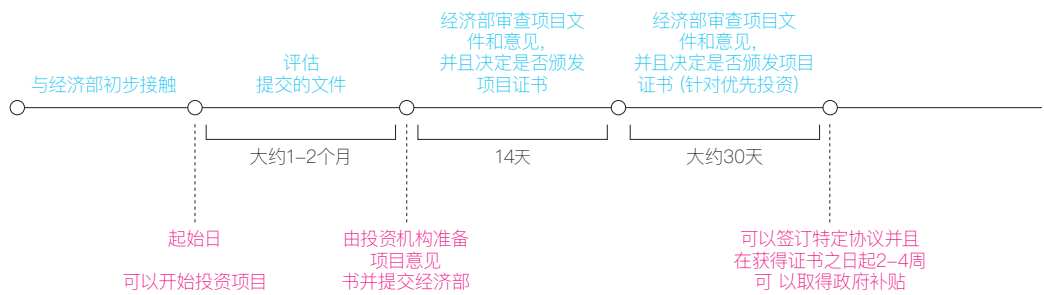 与经济部初步接触
评估
提交的文件
经济部审查项目文
件和意见,
并且决定是否颁发
项目证书
经济部审查项目文
件和意见,
并且决定是否颁发项目
证书 (针对优先投资)
大约1-2个月
14天
大约30天
起始日
可以开始投资项目
由投资机构准备
项目意见
书并提交经济部
可以签订特定协议并且
在获得证书之日起2-4周
可 以取得政府补贴